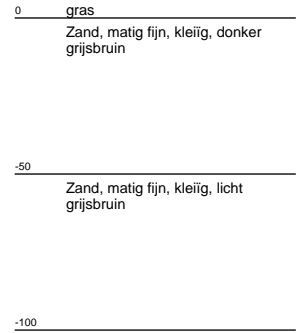 0 gras
Zand, matig fijn, kleiïg, donker
grijsbruin
-50
Zand, matig fijn, kleiïg, licht
grijsbruin
-100